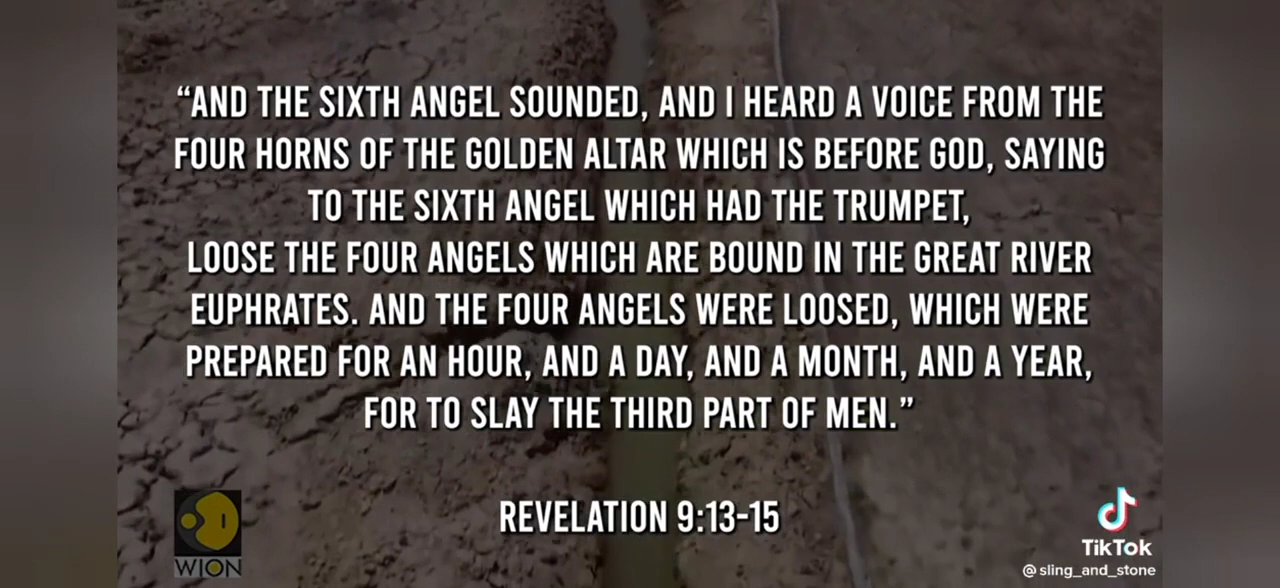 “AND THE SIXTH ANGEL SOUNDED, AND I HEARD A VOICE FROM THE
FOUR HORNS OF THE GOLDEN ALTAR WHICH IS BEFORE GOD, SAYING
TO THE SIXTH ANGEL WHICH HAD THE TRUMPET,
LOOSE THE FOUR ANGELS WHICH ARE BOUND IN THE GREAT RIVER
EUPHRATES. AND THE FOUR ANGELS WERE LOOSED, WHICH WERE
PREPARED FOR AN HOUR, AND A DAY, AND A MONTH, AND A YEAR,
FOR TO SLAY THE THIRD PART OF MEN.”
REVELATION 9:13-15
WION
TikTok
@sling_and_stone